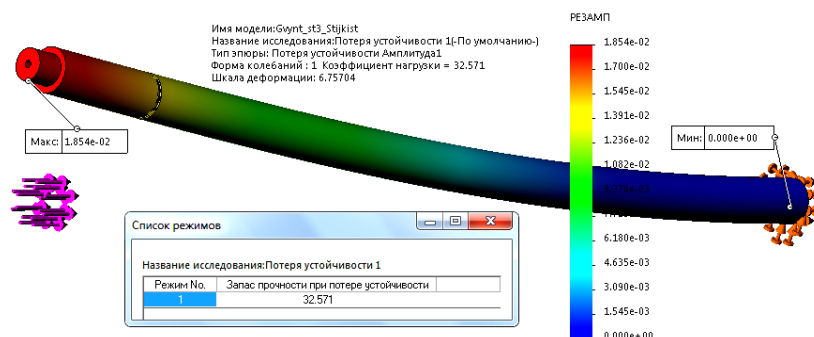 Имя модели:Gvynt_st3_Stijkist
Название исследования:Потеря устойчивости 1(-По умолчанию-)
Тип эпюры: Потеря устойчивости Амплитуда1
Форма колебаний : 1 Коэффициент нагрузки = 32.571
Шкала деформации: 6.75704
РЕЗАМП
1.854e-02
1.700e-02
1.545e-02
1.391e-02
1.236e-02
1.082e-02
6.180e-03
4.635e-03
3.090e-03
1.545e-03
0.000e+00
Макс: 1.854e-02
Мин: 0.000e+00
Список режимов
Название исследования:Потеря устойчивости 1
Режим No. Запас прочности при потере устойчивости
1 32.571